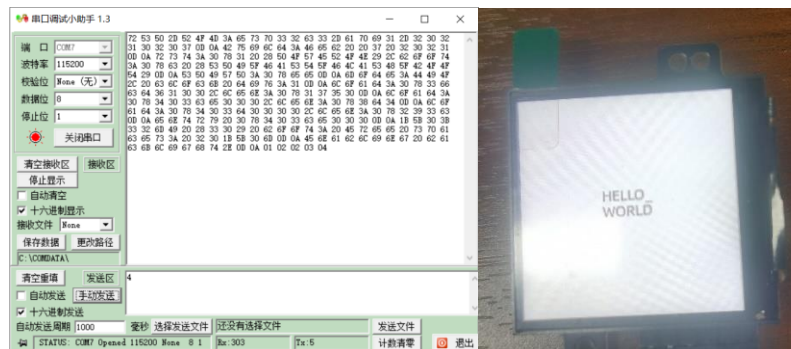 串口调试小助手 1.3
端 口 COM7
波特率 115200
校验位 None (无)
数据位 8
停止位 1
关闭串口
清空接收区 接收区
停止显示
自动清空
十六进制显示
接收文件 None
保存数据 更改路径
C:\COMDATA\
72 53 50 2D 52 4F 4D 3A 65 73 70 33 32 63 33 2D 61 70 69 31 2D 32 30 32
31 30 32 30 37 0D 0A 42 75 69 6C 64 3A 46 65 62 20 20 37 20 32 30 32 31
0D 0A 72 73 74 3A 30 78 31 20 28 50 4F 57 45 52 4F 4E 29 2C 62 6F 6F 74
3A 30 78 63 20 28 53 50 49 5F 46 41 53 54 5F 46 4C 41 53 48 5F 42 4F 4F
54 29 0D 0A 53 50 49 57 50 3A 30 78 65 65 0D 0A 6D 6F 64 65 3A 44 49 4F
2C 20 63 6C 6F 63 6B 20 64 69 76 3A 31 0D 0A 6C 6F 61 64 3A 30 78 33 66
63 64 36 31 30 30 2C 6C 65 6E 3A 30 78 31 37 35 30 0D 0A 6C 6F 61 64 3A
30 78 34 30 33 63 65 30 30 30 2C 6C 65 6E 3A 30 78 38 64 34 0D 0A 6C 6F
61 64 3A 30 78 34 30 33 64 30 30 30 30 2C 6C 65 6E 3A 30 78 32 39 33 63
0D 0A 65 6E 74 72 79 20 30 78 34 30 33 63 65 30 30 30 0D 0A 1B 5B 30 3B
33 32 6D 49 20 28 33 30 29 20 62 6F 6F 74 3A 20 45 72 65 65 20 73 70 61
63 65 73 3A 20 32 30 1B 5B 30 6D 0D 0A 45 6E 61 62 6C 69 6E 67 20 62 61
63 6B 6C 69 67 68 74 2E 0D 0A 01 02 02 03 04
清空重填 发送区
自动发送 手动发送
十六进制发送
4
自动发送周期 1000 毫秒 选择发送文件 还没有选择文件 发送文件
STATUS: COM7 Opened 115200 None 8 1 Rx:303 Tx:5 计数清零 退出
HELLO_
WORLD